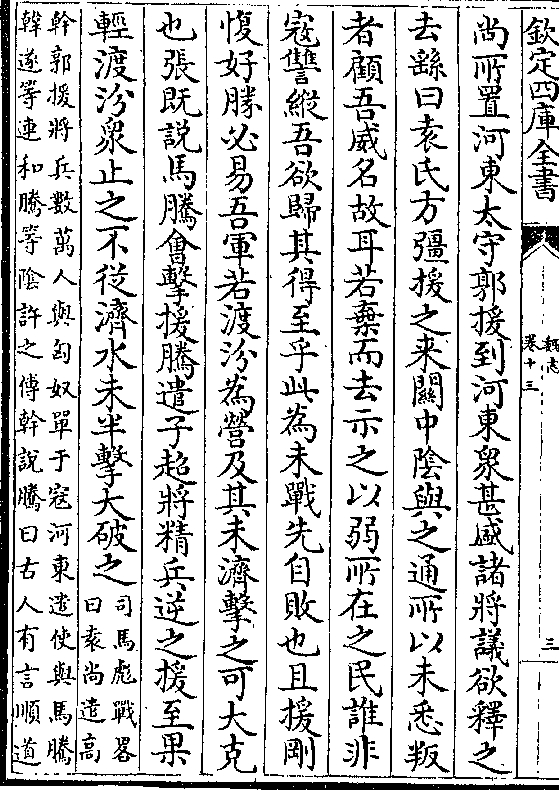 欽定四庫全書
魏志
卷十三
三
尚所置河東太守郭援到河東衆甚盛諸將議欲釋之
去繇曰袁氏方彊援之來關中陰與之通所以未悉叛
者顧吾威名故耳若棄而去示之以弱所在之民誰非
寇讐縱吾欲歸其得至乎此為未戰先自敗也且援剛
愎好勝必易吾軍若渡汾為營及其未濟擊之可大克
也張既說馬騰㑹擊援騰遣子超將精兵逆之援至果
輕渡汾衆止之不從濟水未半擊大破之
司馬彪戰畧
曰袁尚遣高
幹郭援將兵數萬人與匈奴單于寇河東遣使與馬騰
韓遂等連和騰等陰許之傅幹說騰曰古人有言順道